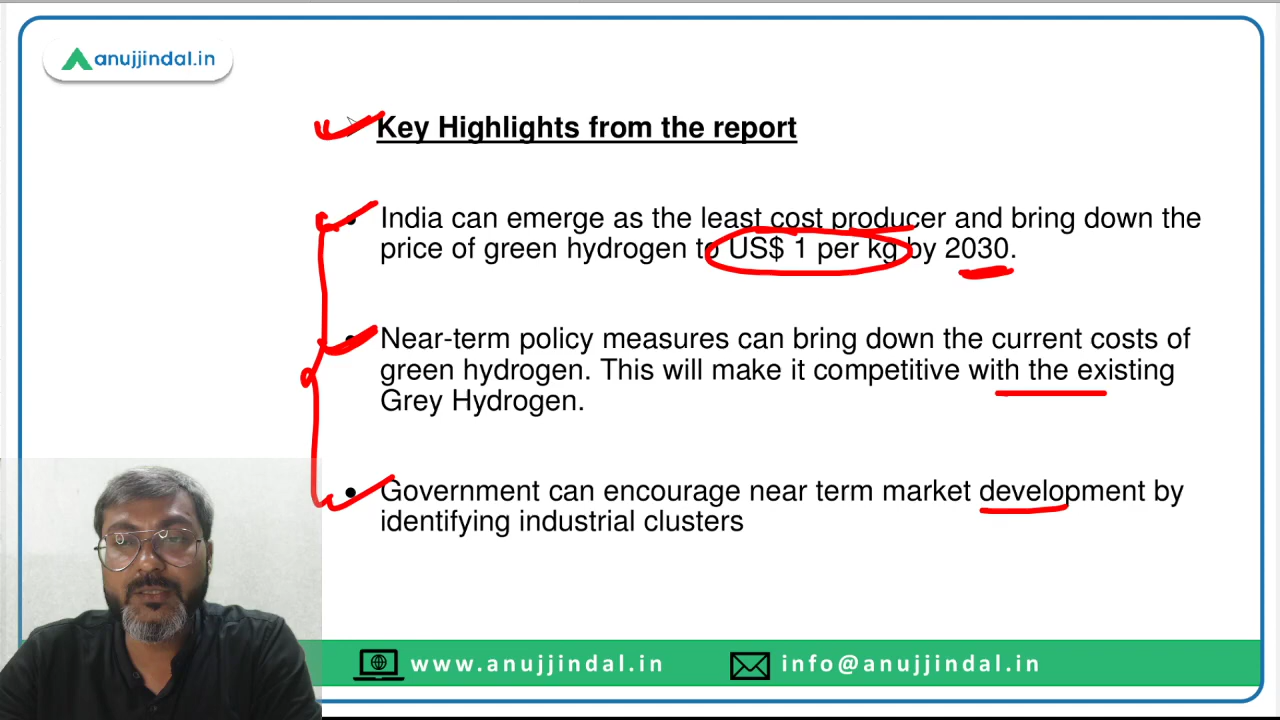 anujjindal.in
Key Highlights from the report
India can emerge as the least cost producer and bring down the
price of green hydrogen to US$ 1 per kg by 2030.
Near-term policy measures can bring down the current costs of
green hydrogen. This will make it competitive with the existing
Grey Hydrogen.
Government can encourage near term market development by
identifying industrial clusters
www.anujjindal.in info@anujjindal.in